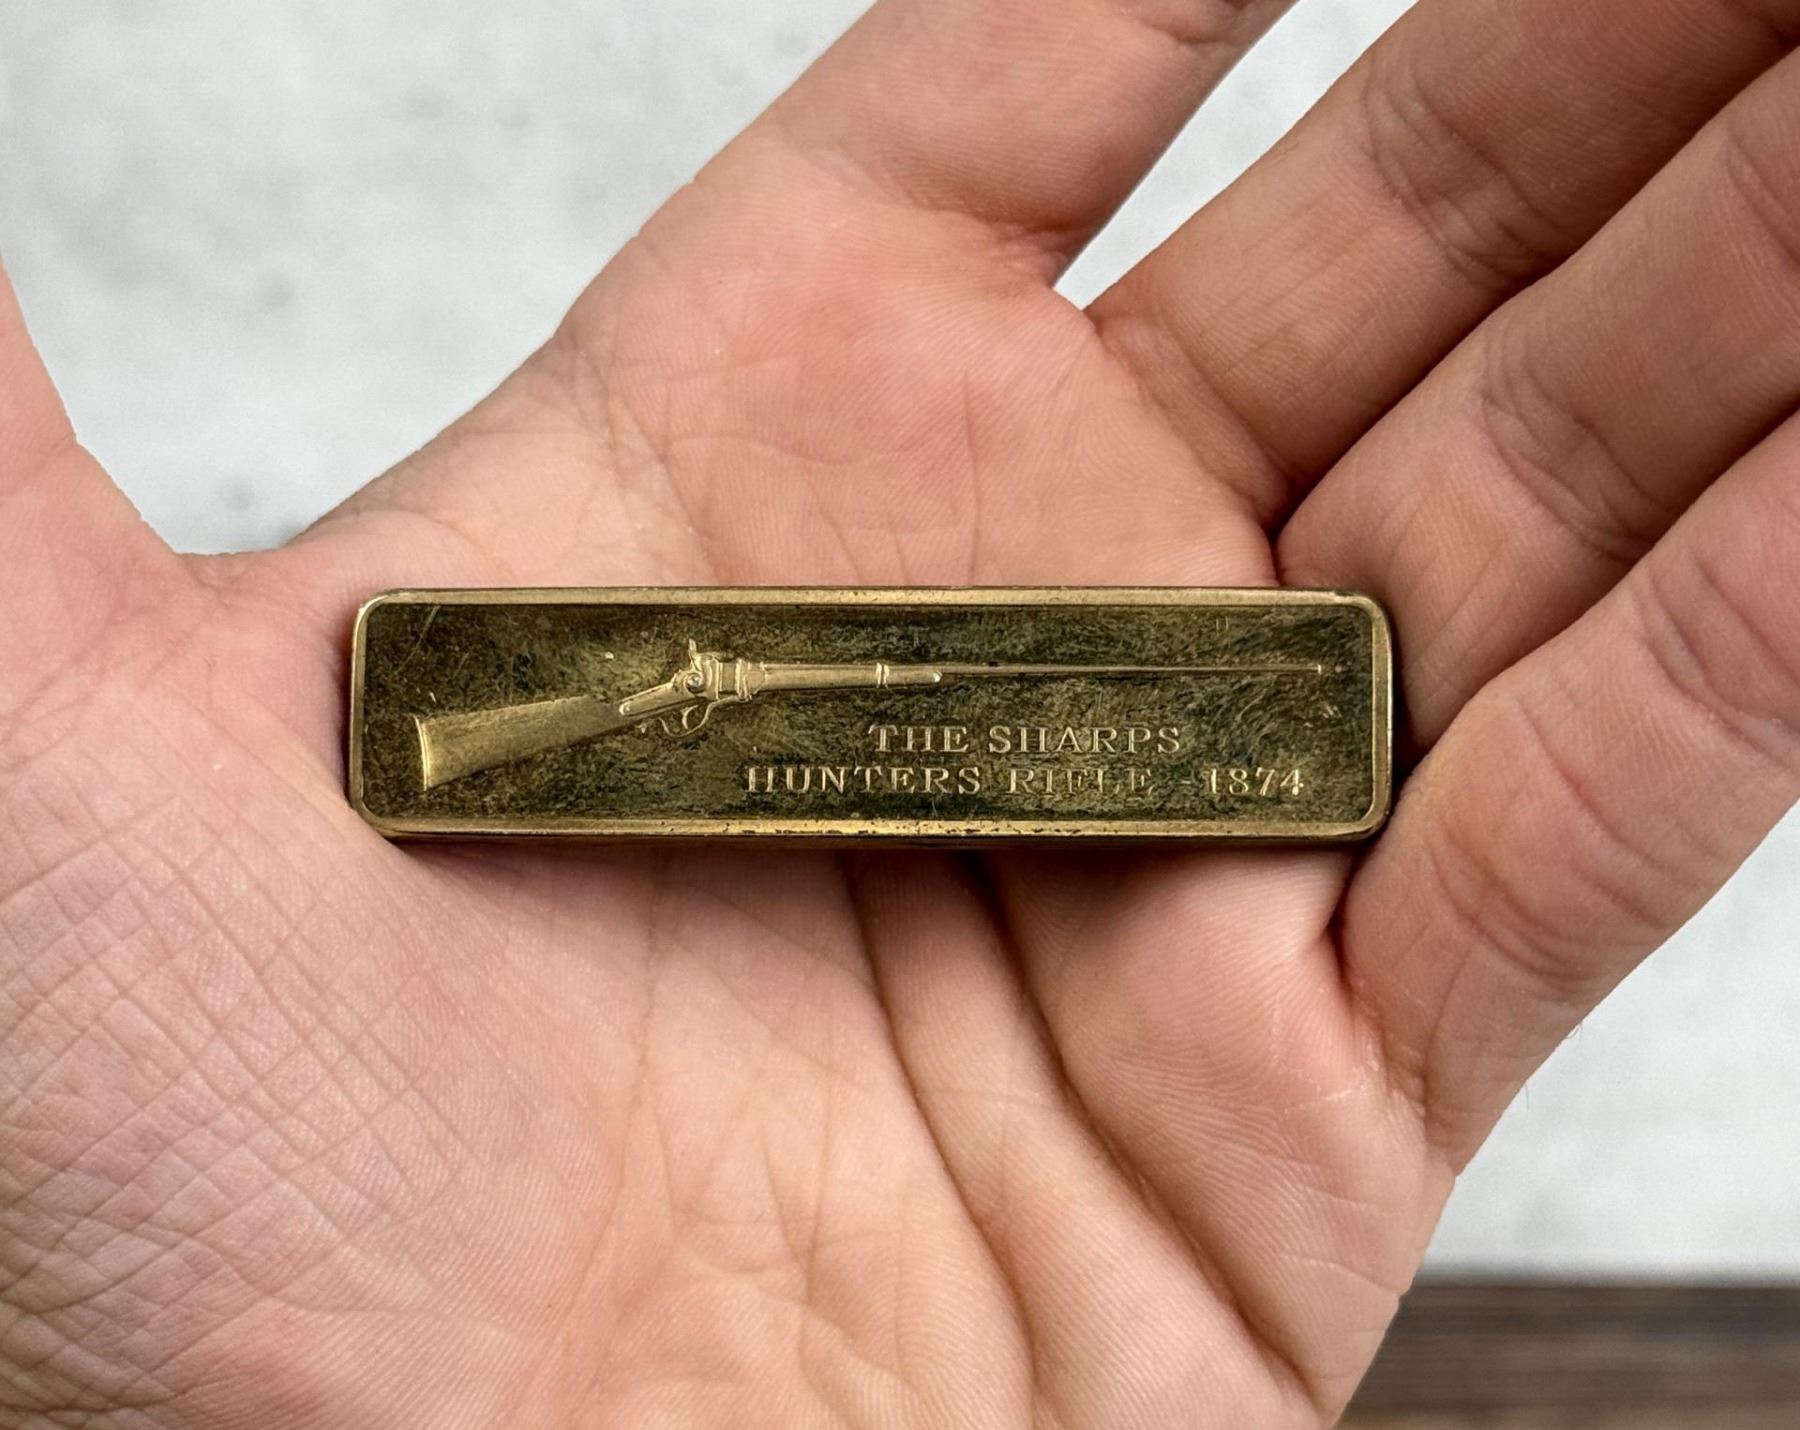 THE SHARPS
HUNTERS RIFLE - 1874